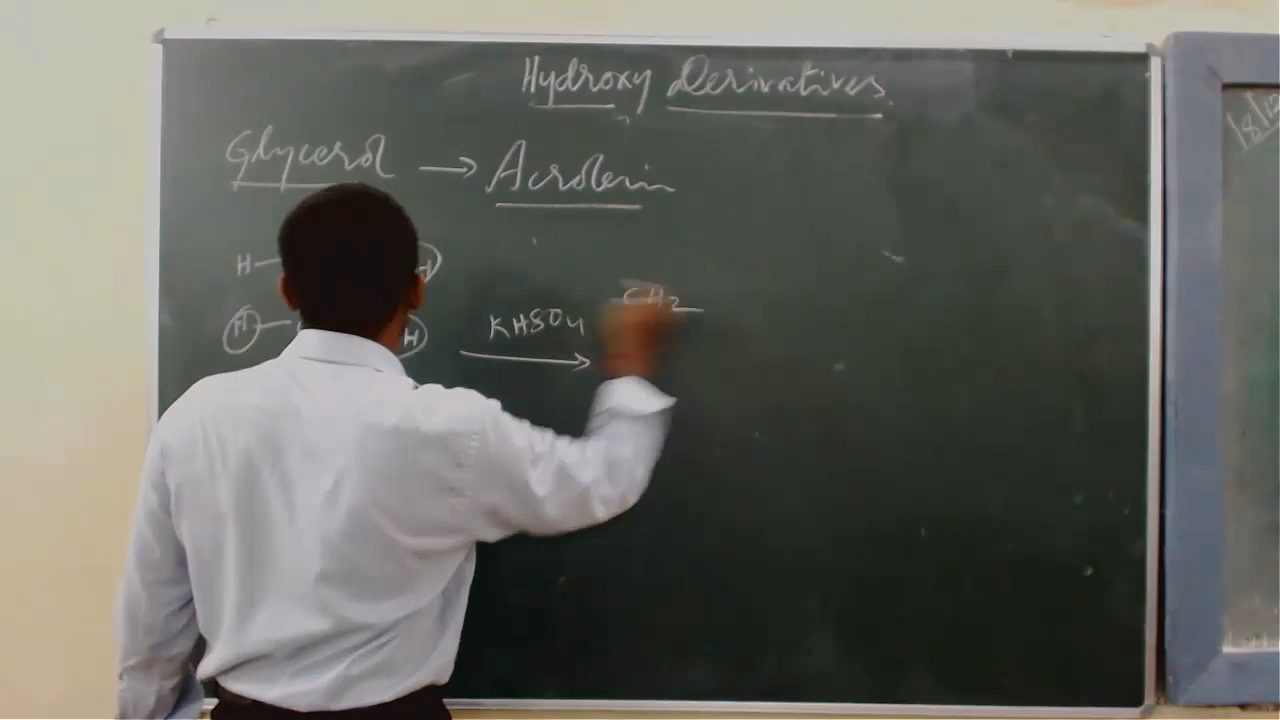 Hydroxy Derivatives
Glycerol → Acrolein
H— H
H— H
KHSO4
CH2